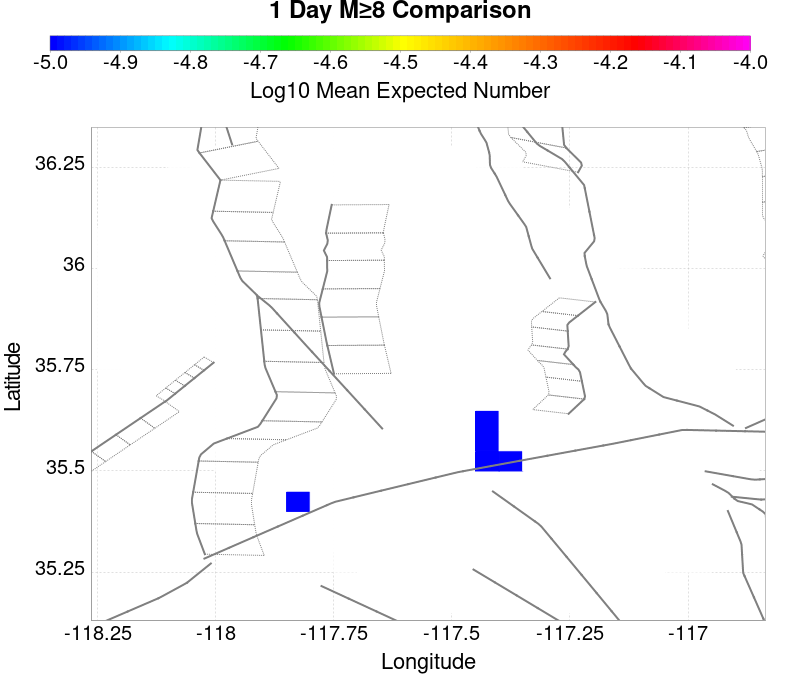 1 Day M≥8 Comparison
-5.0 -4.9 -4.8 -4.7 -4.6 -4.5 -4.4 -4.3 -4.2 -4.1 -4.0
Log10 Mean Expected Number
36.25
36
35.75
35.5
35.25
Latitude
-118.25 -118 -117.75 -117.5 -117.25 -117
Longitude